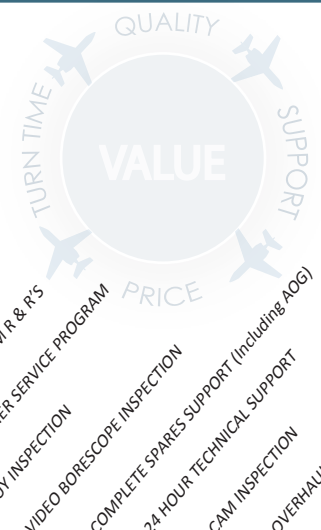 QUALITY
TURN TIME
SUPPORT
VALUE
PRICE
R & R'S
SERVICE PROGRAM
INSPECTION
VIDEO BORESCOPE INSPECTION
COMPLETE SPARES SUPPORT (Including AOG)
24 HOUR TECHNICAL SUPPORT
CAM INSPECTION
OVERHAUL